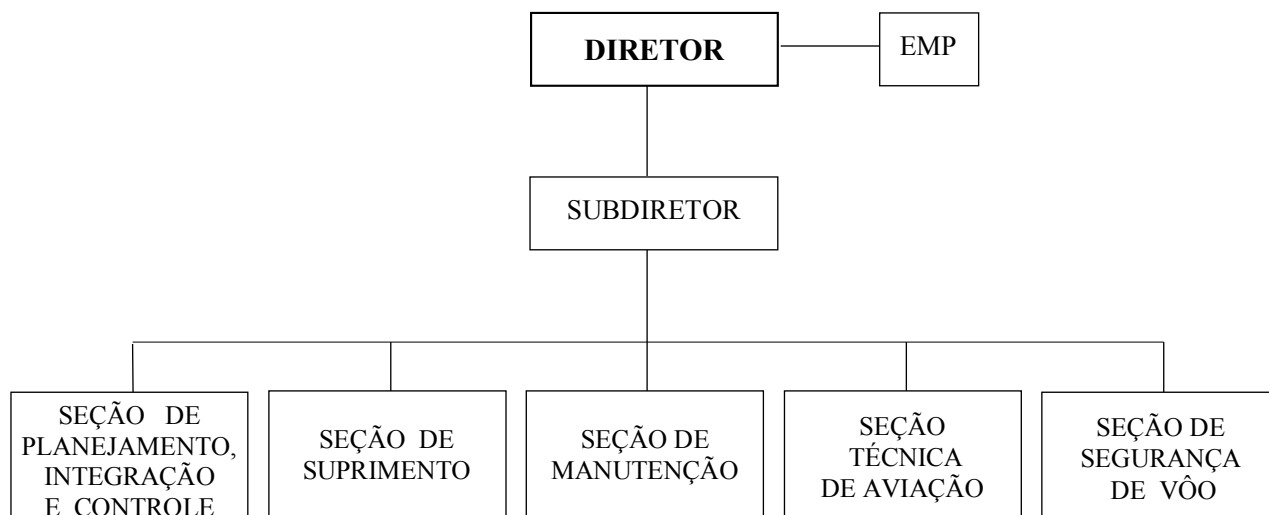 DIRETOR
EMP
SUBDIRETOR
SEÇÃO DE
PLANEJAMENTO,
INTEGRAÇÃO
E CONTROLE
SEÇÃO DE
SUPRIMENTO
SEÇÃO DE
MANUTENÇÃO
SEÇÃO
TÉCNICA
DE AVIAÇÃO
SEÇÃO DE
SEGURANÇA
DE VÔO